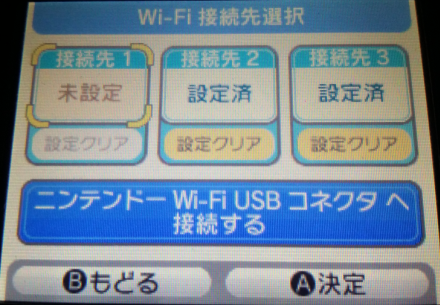 Wi-Fi 接続先選択
接続先 1 接続先 2 接続先 3
未設定 設定済 設定済
設定クリア 設定クリア 設定クリア
ニンテンドー Wi-Fi USB コネクタ へ
接続する
Bもどる A決定